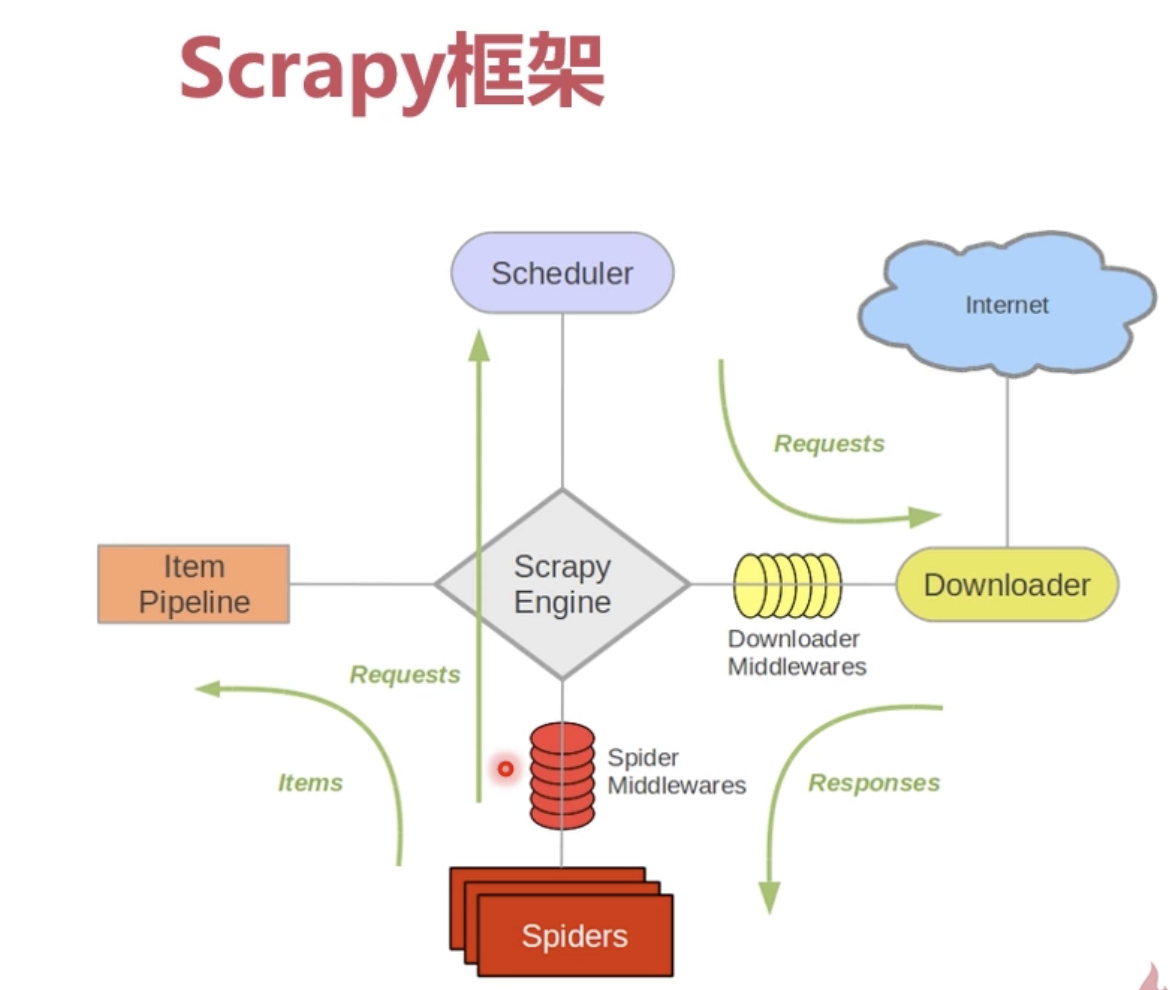 Scrapy框架
Scheduler
Internet
Requests
Item
Pipeline
Scrapy
Engine
Downloader
Downloader
Middlewares
Requests
Items
Spider
Middlewares
Responses
Spiders